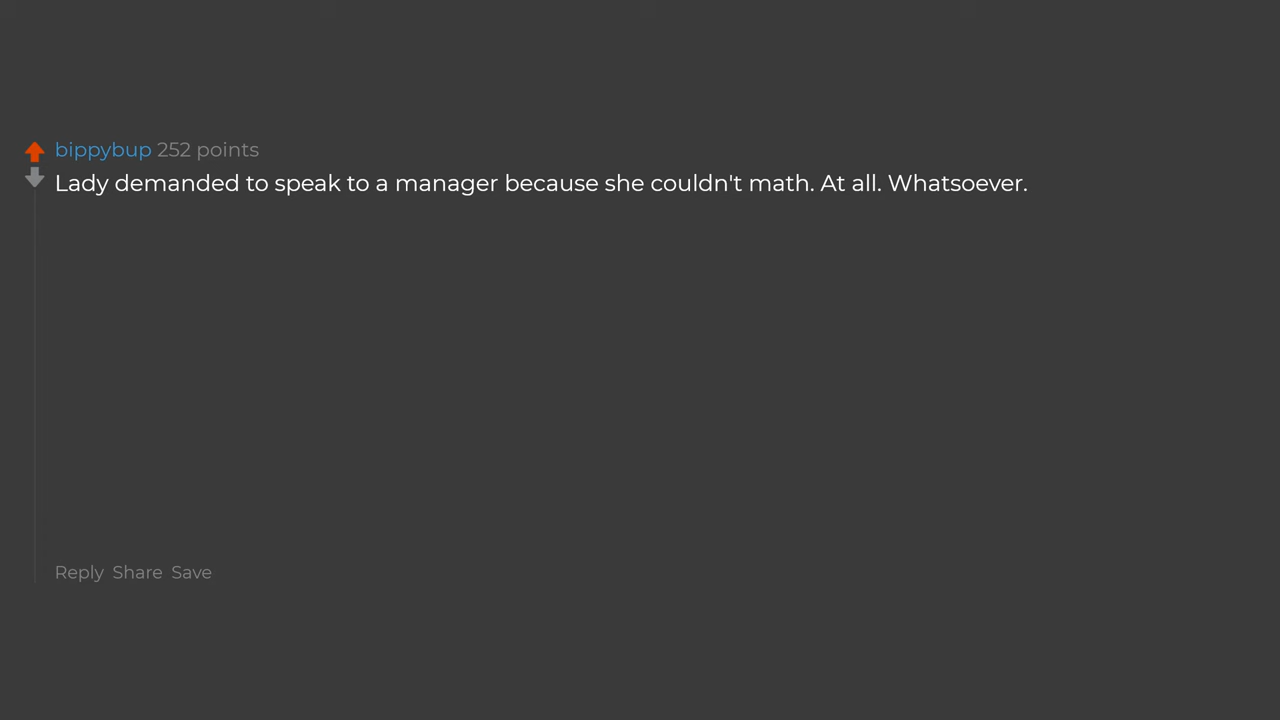 bippybup 252 points
Lady demanded to speak to a manager because she couldn't math. At all. Whatsoever.
Reply Share Save